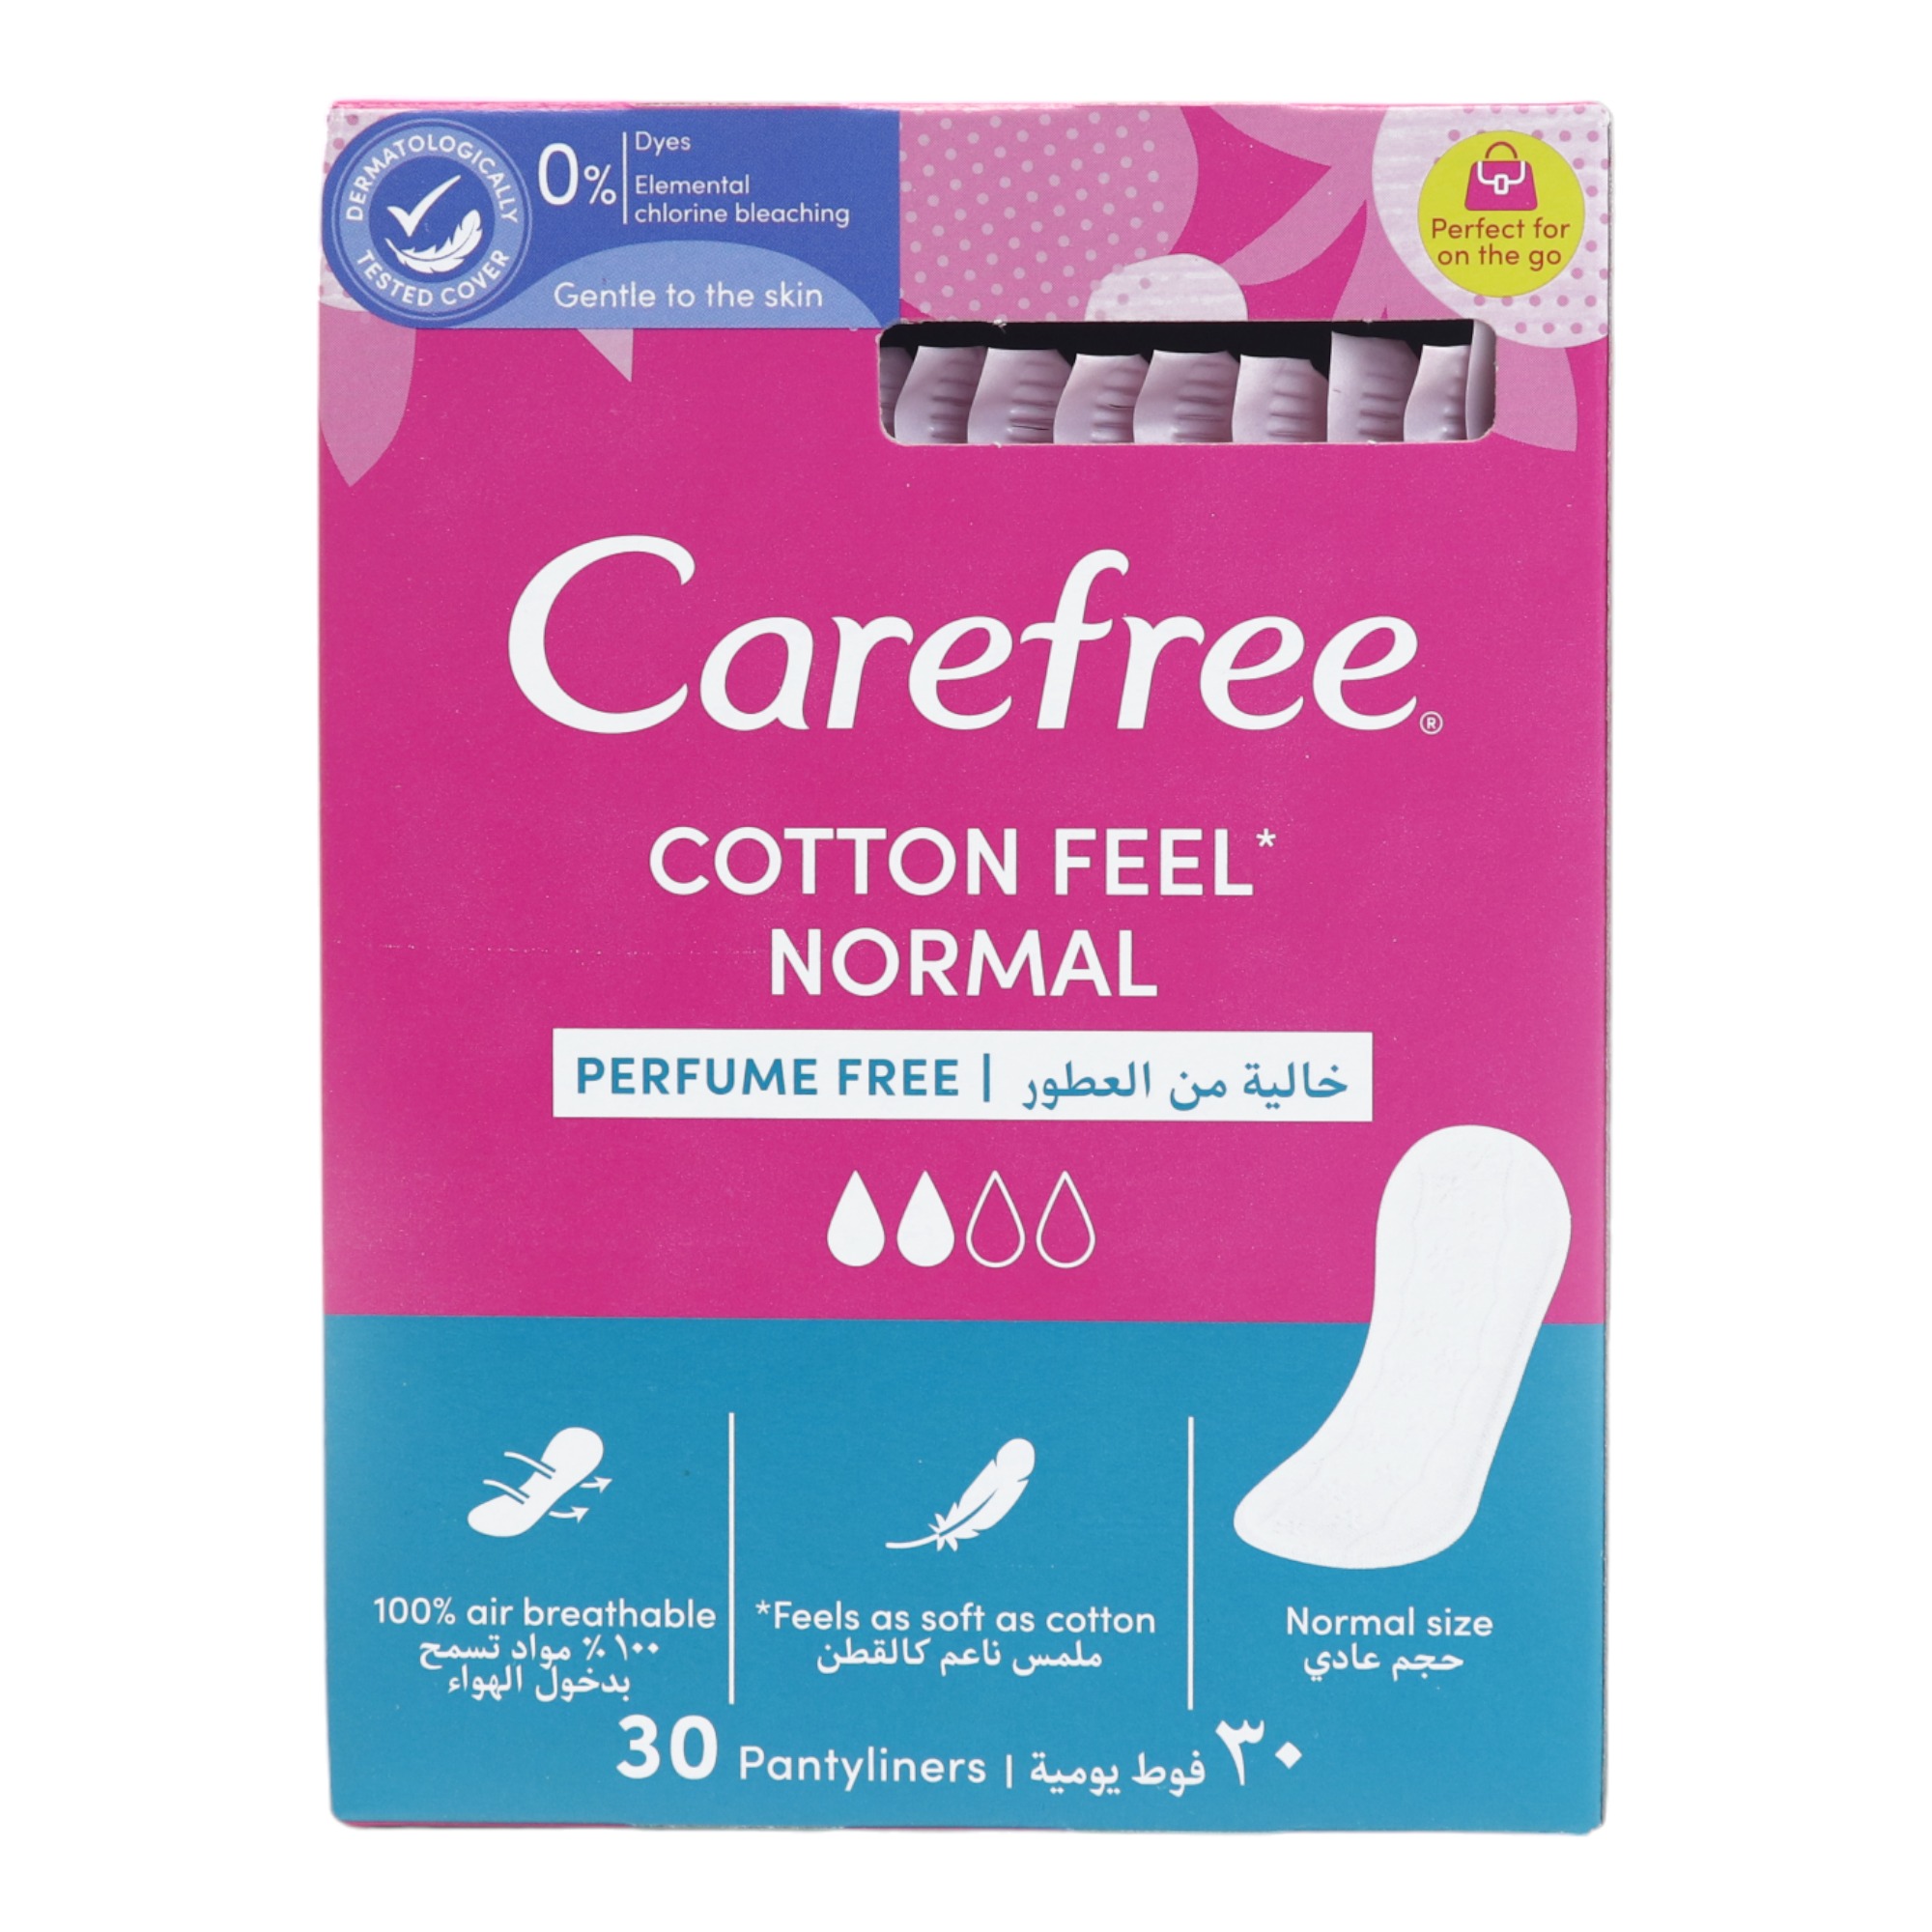 DERMATOLOGICALLY
TESTED COVER
0%
Dyes
Elemental
chlorine bleaching
Gentle to the skin
Perfect for
on the go
Carefree®
COTTON FEEL*
NORMAL
PERFUME FREE | خالية من العطور
100% air breathable
١٠٠٪ مواد تسمح
بدخول الهواء
*Feels as soft as cotton
ملمس ناعم كالقطن
Normal size
حجم عادي
30 Pantyliners | ٣٠ فوط يومية